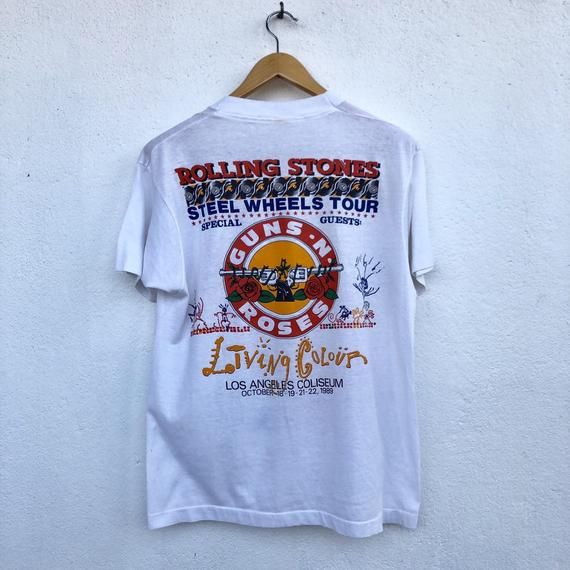 ROLLING STONES
STEEL WHEELS TOUR
SPECIAL GUESTS:
GUNS N'
ROSES
LIVING COLOUR
LOS ANGELES COLISEUM
OCTOBER 18·19·21·22, 1989